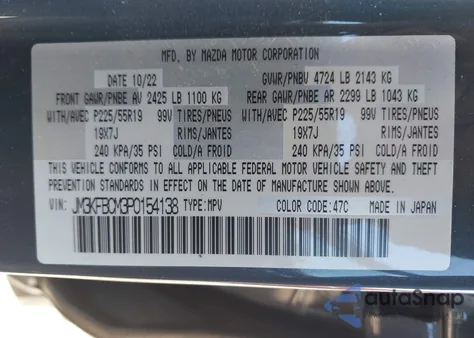 MFD. BY MAZDA MOTOR CORPORATION
DATE 10/22 GVWR/PNBV 4724 LB 2143 KG
FRONT GAWR/PNBE AV 2425 LB 1100 KG REAR GAWR/PNBE AR 2299 LB 1043 KG
WITH/AVEC P225/55R19 99V TIRES/PNEUS WITH/AVEC P225/55R19 99V TIRES/PNEUS
19X7J RIMS/JANTES 19X7J RIMS/JANTES
240 KPA/35 PSI COLD/A FROID 240 KPA/35 PSI COLD/A FROID
THIS VEHICLE CONFORMS TO ALL APPLICABLE FEDERAL MOTOR VEHICLE SAFETY AND THEFT
PREVENTION STANDARDS IN EFFECT ON THE DATE OF MANUFACTURE SHOWN ABOVE.
VIN: JM3KFBCM3P0154138 TYPE:MPV COLOR CODE:47C MADE IN JAPAN
autoSnap